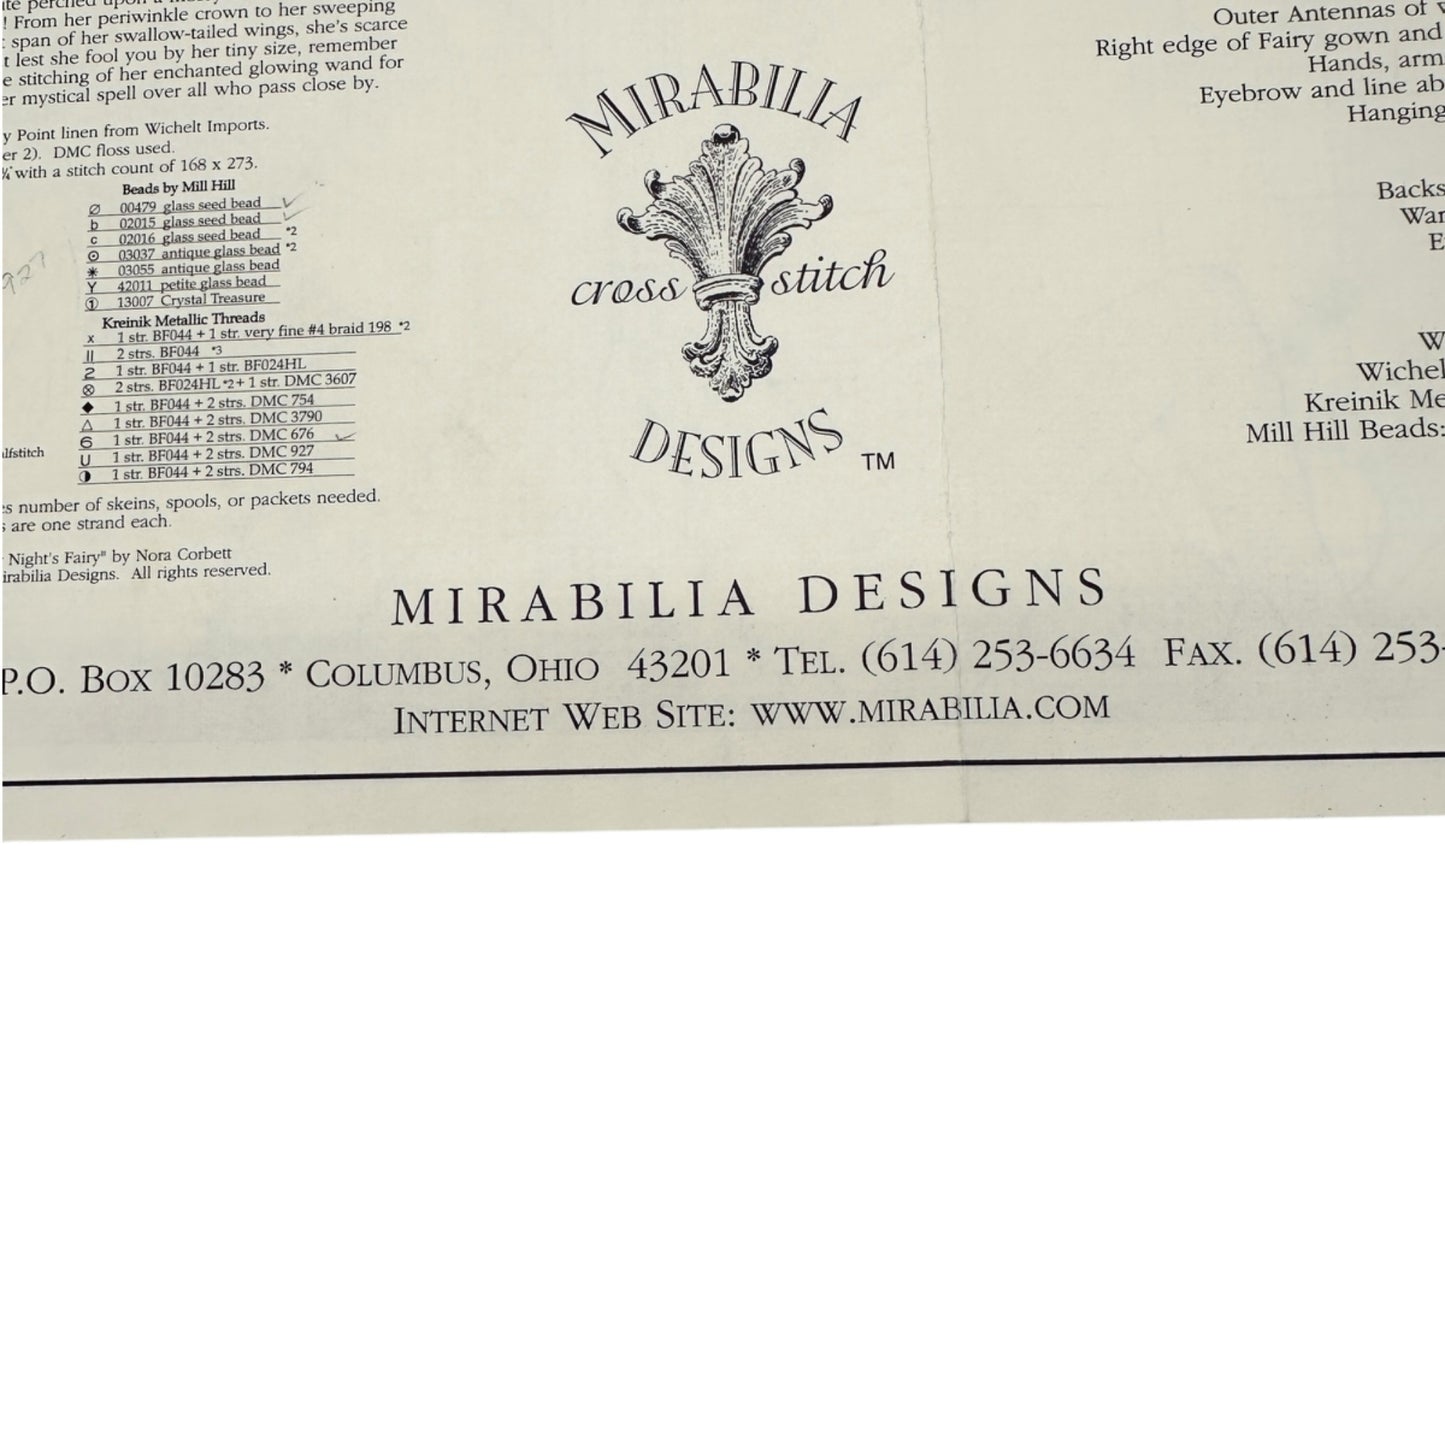 perched upon a
! From her periwinkle crown to her sweeping
span of her swallow-tailed wings, she's scarce
t lest she fool you by her tiny size, remember
e stitching of her enchanted glowing wand for
er mystical spell over all who pass close by.
y Point linen from Wichelt Imports.
er 2). DMC floss used.
¼" with a stitch count of 168 x 273.
Beads by Mill Hill
∅ 00479 glass seed bead ✓
b 02015 glass seed bead ✓
c 02016 glass seed bead *2
⊙ 03037 antique glass bead *2
✳ 03055 antique glass bead
Y 42011 petite glass bead
① 13007 Crystal Treasure
927
Kreinik Metallic Threads
x 1 str. BF044 + 1 str. very fine #4 braid 198 *2
|| 2 strs. BF044 *3
2 1 str. BF044 + 1 str. BF024HL
⊗ 2 strs. BF024HL *2 + 1 str. DMC 3607
◆ 1 str. BF044 + 2 strs. DMC 754
△ 1 str. BF044 + 2 strs. DMC 3790
6 1 str. BF044 + 2 strs. DMC 676 ✓
U 1 str. BF044 + 2 strs. DMC 927
◑ 1 str. BF044 + 2 strs. DMC 794
lfstitch
s number of skeins, spools, or packets needed.
s are one strand each.
Night's Fairy" by Nora Corbett
irabilia Designs. All rights reserved.
MIRABILIA
cross stitch
DESIGNS TM
Outer Antennas of
Right edge of Fairy gown and
Hands, arm
Eyebrow and line ab
Hanging
Backs
War
E
W
Wichel
Kreinik Me
Mill Hill Beads:
MIRABILIA DESIGNS
P.O. BOX 10283 * COLUMBUS, OHIO 43201 * TEL. (614) 253-6634 FAX. (614) 253-
INTERNET WEB SITE: WWW.MIRABILIA.COM